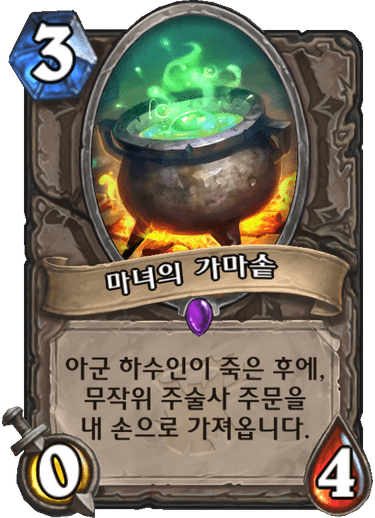 3
마녀의 가마솥
아군 하수인이 죽은 후에,
무작위 주술사 주문을
내 손으로 가져옵니다.
0
4